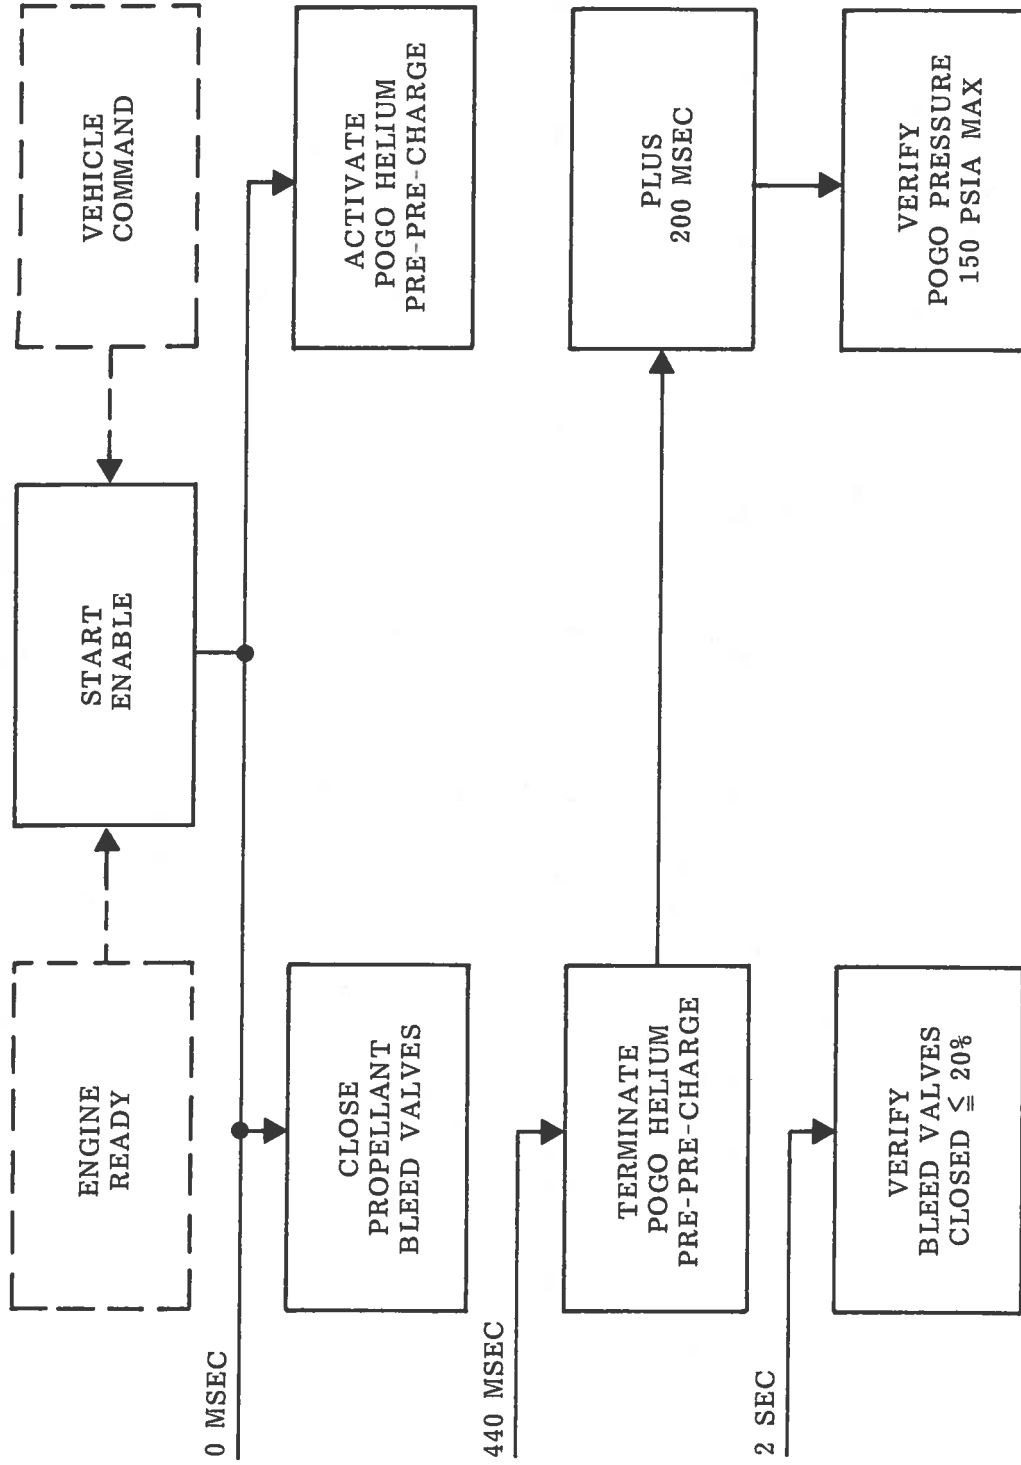 ENGINE
READY
START
ENABLE
VEHICLE
COMMAND
0 MSEC
CLOSE
PROPELLANT
BLEED VALVES
ACTIVATE
POGO HELIUM
PRE-PRE-CHARGE
440 MSEC
TERMINATE
POGO HELIUM
PRE-PRE-CHARGE
PLUS
200 MSEC
2 SEC
VERIFY
BLEED VALVES
CLOSED ≦ 20%
VERIFY
POGO PRESSURE
150 PSIA MAX